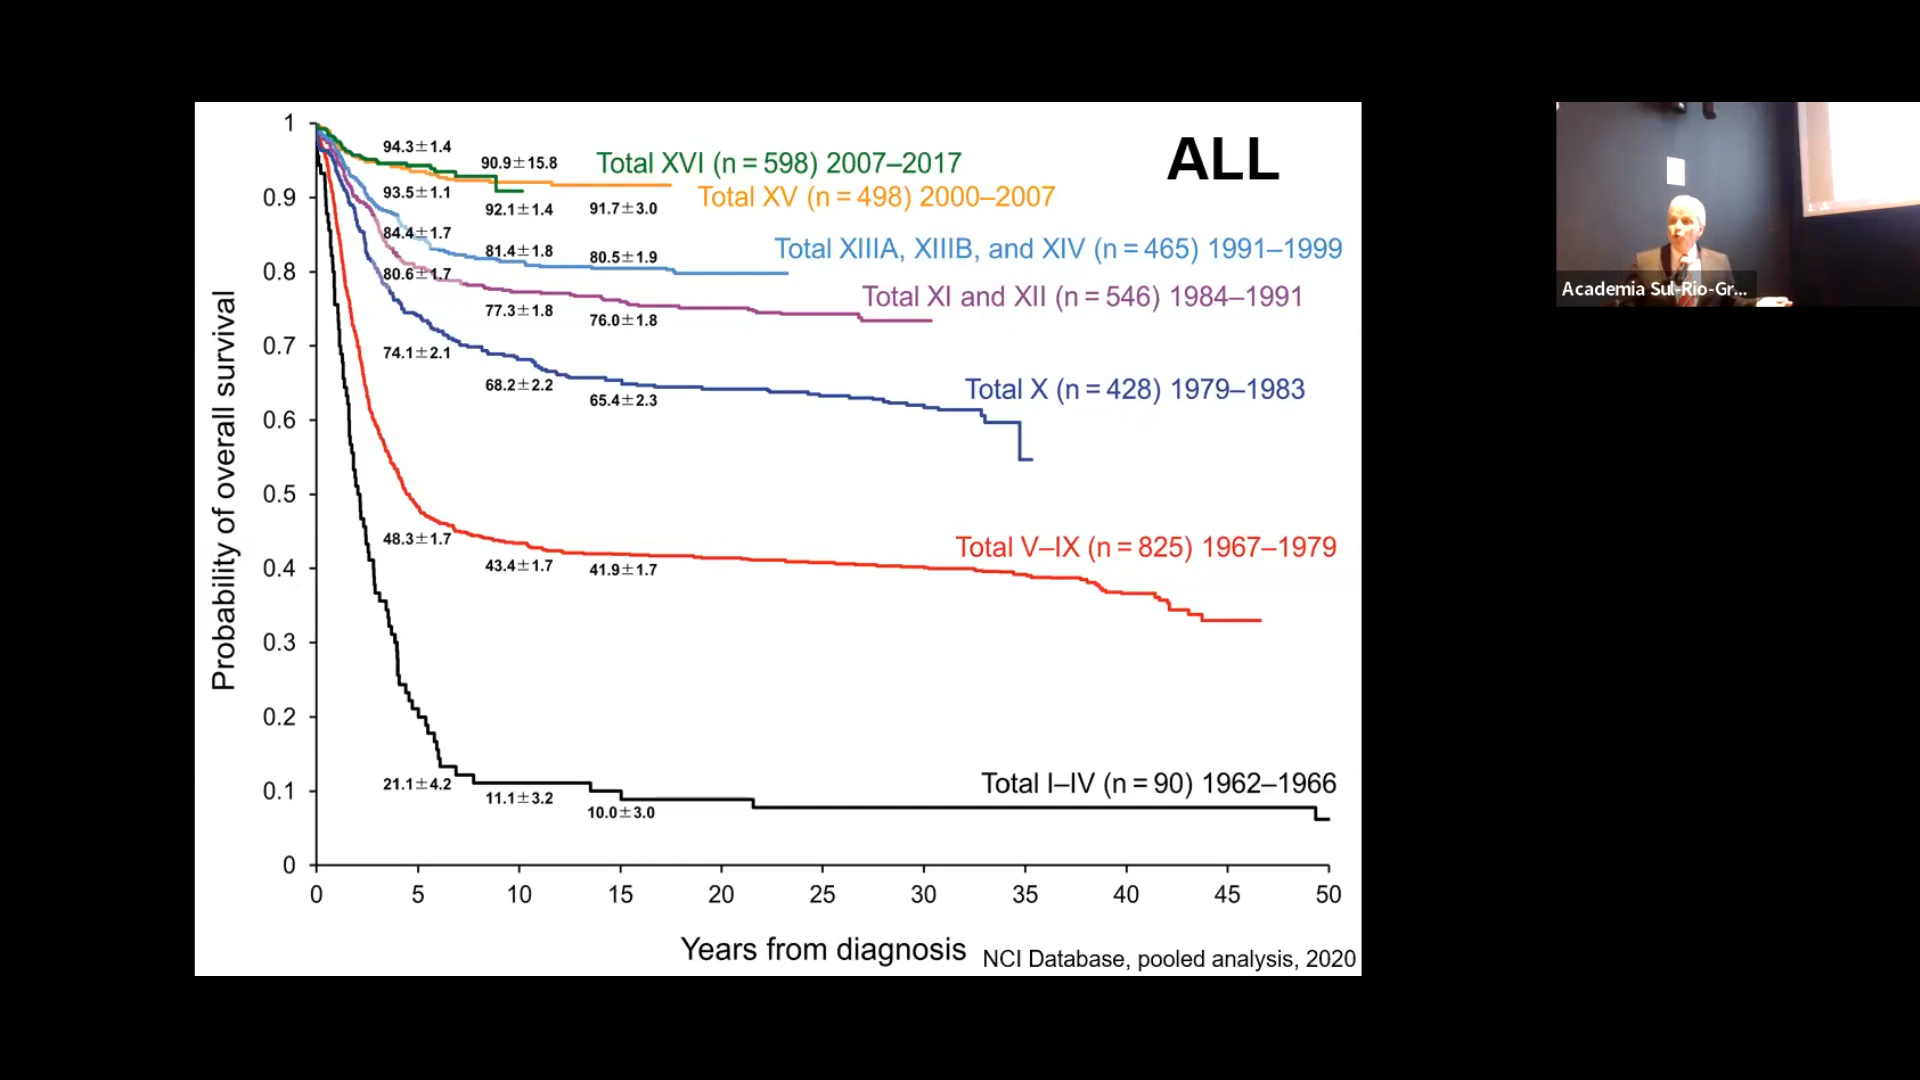 ALL
Probability of overall survival
1
0.9
0.8
0.7
0.6
0.5
0.4
0.3
0.2
0.1
0
94.3±1.4
90.9±15.8
Total XVI (n = 598) 2007–2017
93.5±1.1
92.1±1.4
91.7±3.0
Total XV (n = 498) 2000–2007
84.4±1.7
81.4±1.8
80.5±1.9
Total XIIIA, XIIIB, and XIV (n = 465) 1991–1999
80.6±1.7
77.3±1.8
76.0±1.8
Total XI and XII (n = 546) 1984–1991
74.1±2.1
68.2±2.2
65.4±2.3
Total X (n = 428) 1979–1983
48.3±1.7
43.4±1.7
41.9±1.7
Total V–IX (n = 825) 1967–1979
21.1±4.2
11.1±3.2
10.0±3.0
Total I–IV (n = 90) 1962–1966
0 5 10 15 20 25 30 35 40 45 50
Years from diagnosis
NCI Database, pooled analysis, 2020
Academia Sul-Rio-Gr...